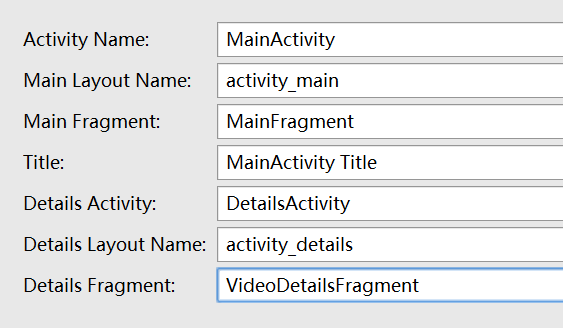 Activity Name: MainActivity
Main Layout Name: activity_main
Main Fragment: MainFragment
Title: MainActivity Title
Details Activity: DetailsActivity
Details Layout Name: activity_details
Details Fragment: VideoDetailsFragment